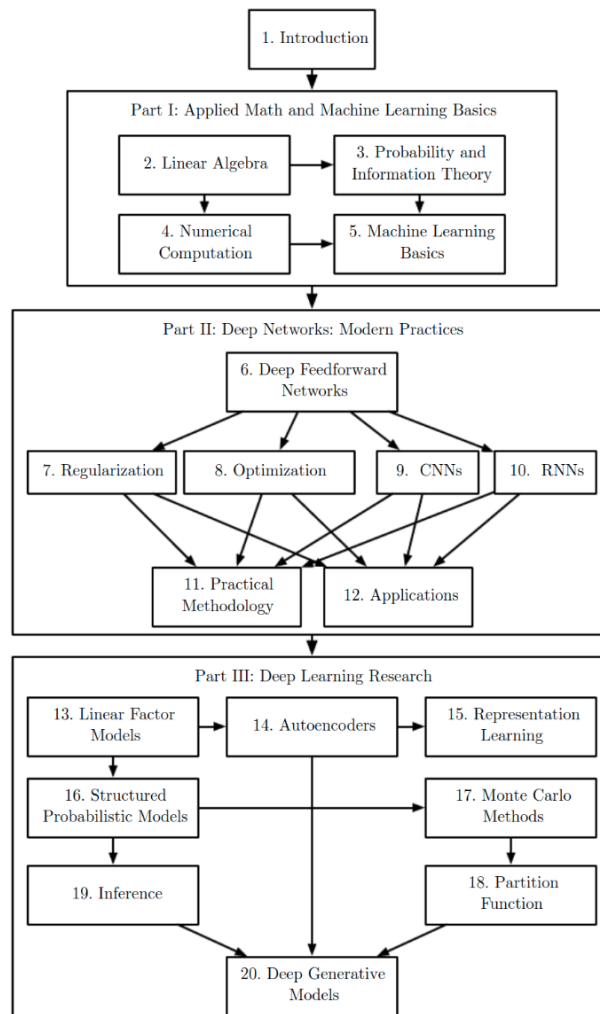 1. Introduction
Part I: Applied Math and Machine Learning Basics
2. Linear Algebra
3. Probability and
Information Theory
4. Numerical
Computation
5. Machine Learning
Basics
Part II: Deep Networks: Modern Practices
6. Deep Feedforward
Networks
7. Regularization
8. Optimization
9. CNNs
10. RNNs
11. Practical
Methodology
12. Applications
Part III: Deep Learning Research
13. Linear Factor
Models
14. Autoencoders
15. Representation
Learning
16. Structured
Probabilistic Models
17. Monte Carlo
Methods
19. Inference
18. Partition
Function
20. Deep Generative
Models